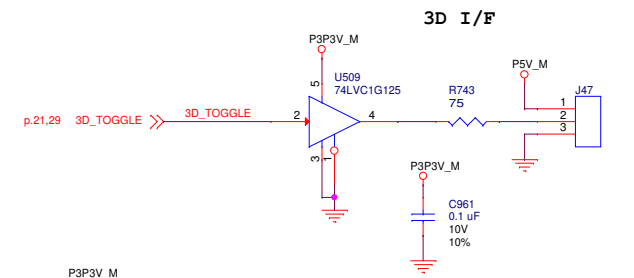 3D I/F
P3P3V_M
P5V_M
5
U509
74LVC1G125
R743
75
J47
p.21,29 3D_TOGGLE 3D_TOGGLE 2 4
1
2
3
3
1
P3P3V_M
C961
0.1 uF
10V
10%
P3P3V_M